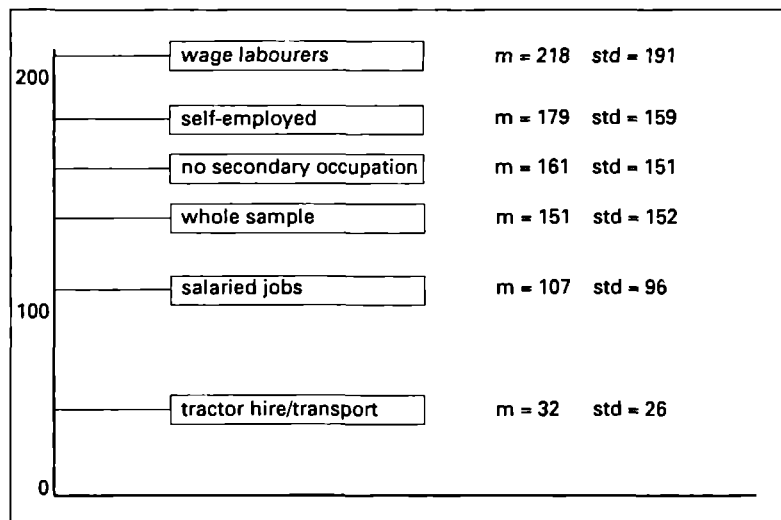 wage labourers m = 218 std = 191
200
self-employed m = 179 std = 159
no secondary occupation m = 161 std = 151
whole sample m = 151 std = 152
salaried jobs m = 107 std = 96
100
tractor hire/transport m = 32 std = 26
0